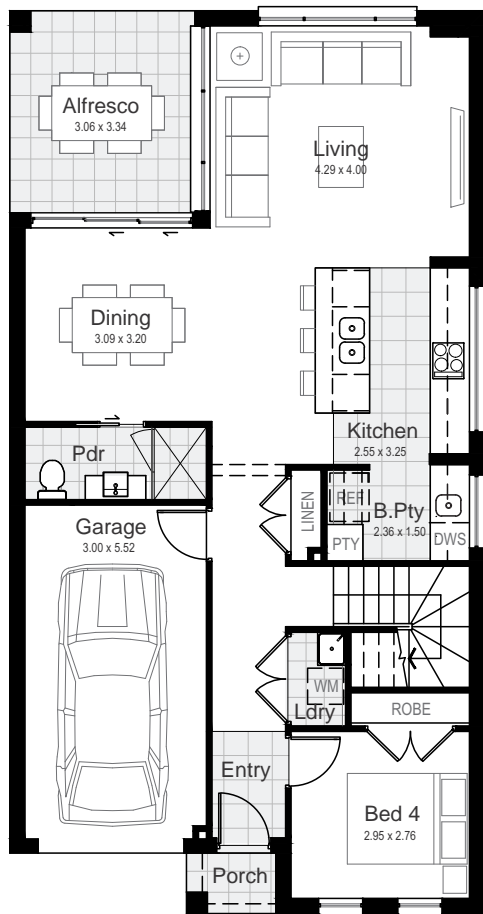 Alfresco
3.06 x 3.34
Living
4.29 x 4.00
Dining
3.09 x 3.20
Kitchen
2.55 x 3.25
Pdr
LINEN
REF
B.Pty
2.36 x 1.50
PTY
DWS
Garage
3.00 x 5.52
WM
Ldry
ROBE
Entry
Bed 4
2.95 x 2.76
Porch